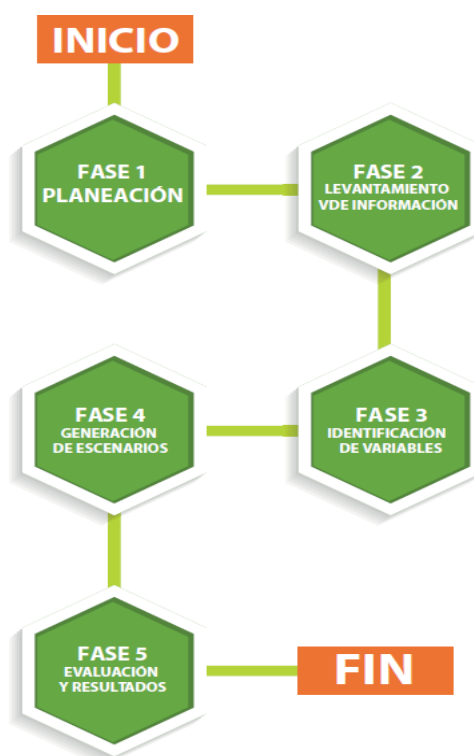 INICIO
FASE 1
PLANEACIÓN
FASE 2
LEVANTAMIENTO
VDE INFORMACIÓN
FASE 3
IDENTIFICACIÓN
DE VARIABLES
FASE 4
GENERACIÓN
DE ESCENARIOS
FASE 5
EVALUACIÓN
Y RESULTADOS
FIN